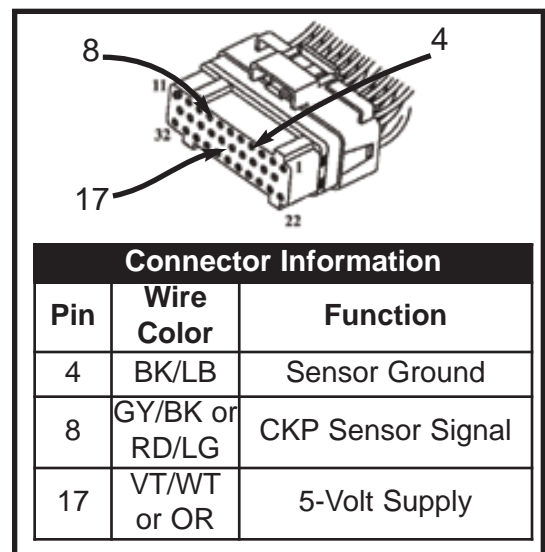 8
4
11
32
1
17
22
Connector Information
Pin
Wire
Color
Function
4
BK/LB
Sensor Ground
8
GY/BK or
RD/LG
CKP Sensor Signal
17
VT/WT
or OR
5-Volt Supply